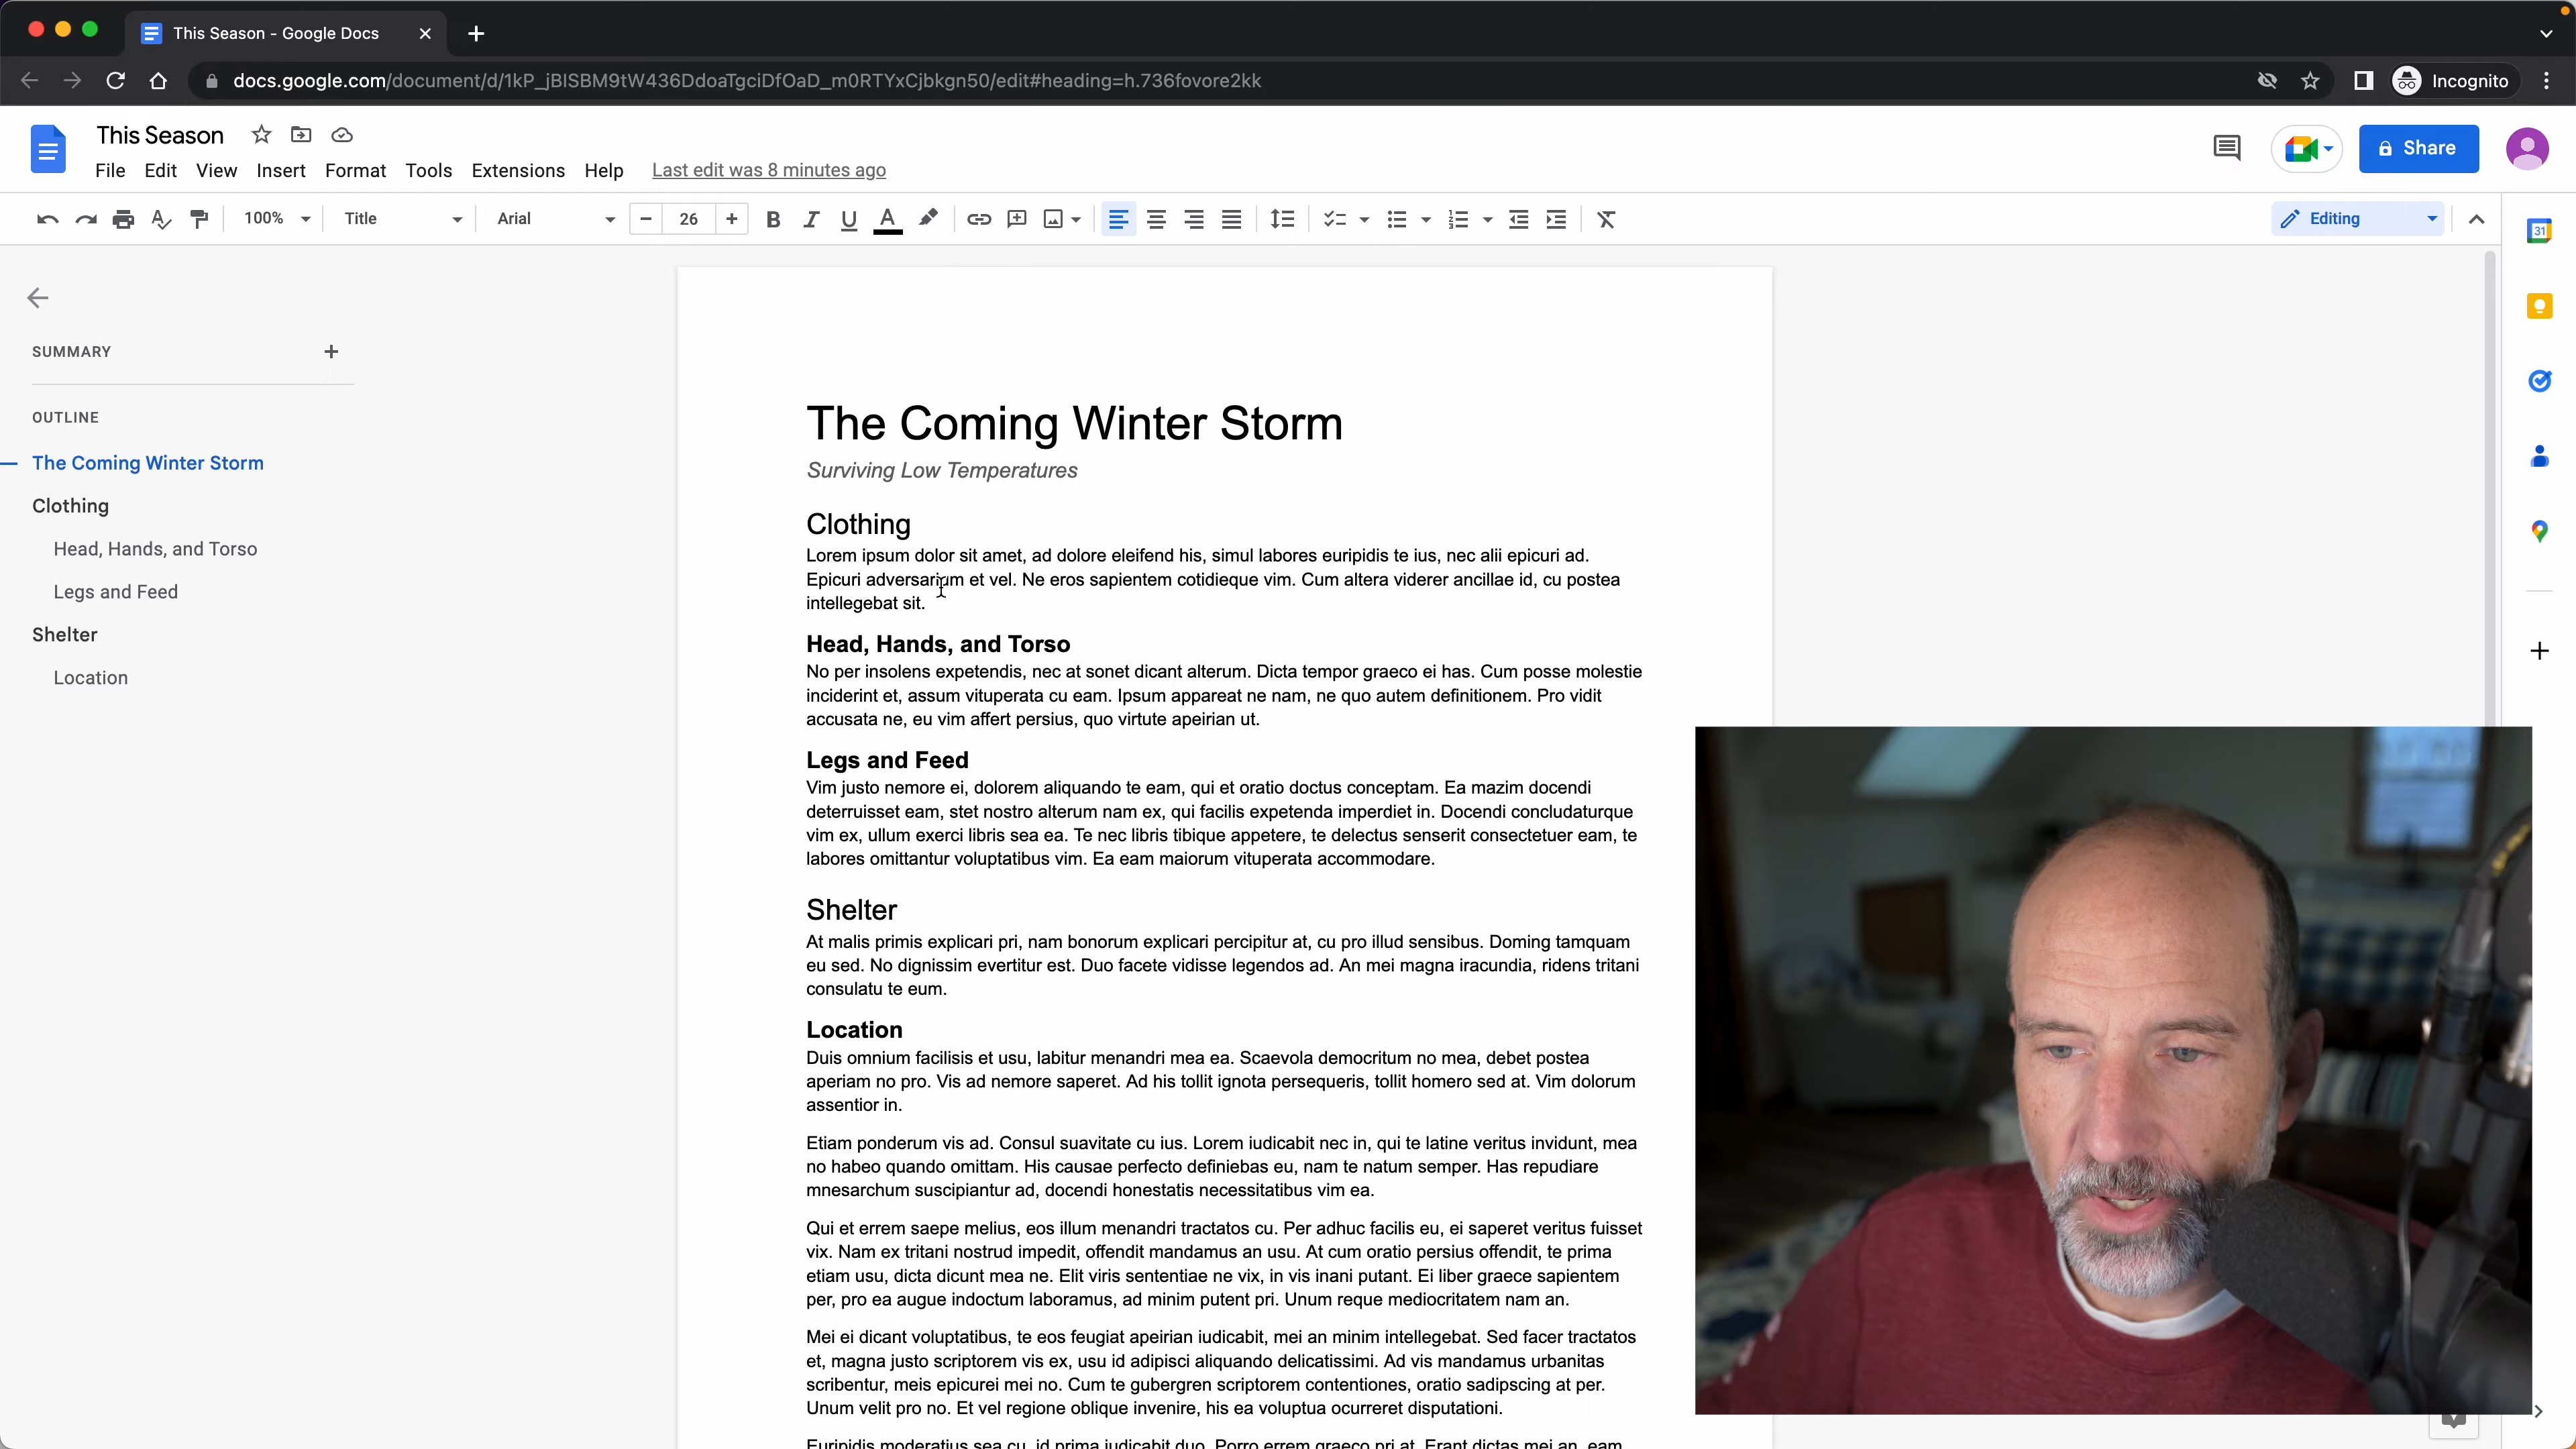 This Season - Google Docs
docs.google.com/document/d/1kP_jBISBM9tW436DdoaTgciDfOaD_m0RTYxCjbkgn50/edit#heading=h.736fovore2kk
Incognito
This Season
File Edit View Insert Format Tools Extensions Help Last edit was 8 minutes ago
Share
100% Title Arial 26 Editing
31
SUMMARY
OUTLINE
The Coming Winter Storm
Clothing
Head, Hands, and Torso
Legs and Feed
Shelter
Location
The Coming Winter Storm
Surviving Low Temperatures
Clothing
Lorem ipsum dolor sit amet, ad dolore eleifend his, simul labores euripidis te ius, nec alii epicuri ad.
Epicuri adversarium et vel. Ne eros sapientem cotidieque vim. Cum altera viderer ancillae id, cu postea
intellegebat sit.
Head, Hands, and Torso
No per insolens expetendis, nec at sonet dicant alterum. Dicta tempor graeco ei has. Cum posse molestie
inciderint et, assum vituperata cu eam. Ipsum appareat ne nam, ne quo autem definitionem. Pro vidit
accusata ne, eu vim affert persius, quo virtute apeirian ut.
Legs and Feed
Vim justo nemore ei, dolorem aliquando te eam, qui et oratio doctus conceptam. Ea mazim docendi
deterruisset eam, stet nostro alterum nam ex, qui facilis expetenda imperdiet in. Docendi concludaturque
vim ex, ullum exerci libris sea ea. Te nec libris tibique appetere, te delectus senserit consectetuer eam, te
labores omittantur voluptatibus vim. Ea eam maiorum vituperata accommodare.
Shelter
At malis primis explicari pri, nam bonorum explicari percipitur at, cu pro illud sensibus. Doming tamquam
eu sed. No dignissim evertitur est. Duo facete vidisse legendos ad. An mei magna iracundia, ridens tritani
consulatu te eum.
Location
Duis omnium facilisis et usu, labitur menandri mea ea. Scaevola democritum no mea, debet postea
aperiam no pro. Vis ad nemore saperet. Ad his tollit ignota persequeris, tollit homero sed at. Vim dolorum
assentior in.
Etiam ponderum vis ad. Consul suavitate cu ius. Lorem iudicabit nec in, qui te latine veritus invidunt, mea
no habeo quando omittam. His causae perfecto definiebas eu, nam te natum semper. Has repudiare
mnesarchum suscipiantur ad, docendi honestatis necessitatibus vim ea.
Qui et errem saepe melius, eos illum menandri tractatos cu. Per adhuc facilis eu, ei saperet veritus fuisset
vix. Nam ex tritani nostrud impedit, offendit mandamus an usu. At cum oratio persius offendit, te prima
etiam usu, dicta dicunt mea ne. Elit viris sententiae ne vix, in vis inani putant. Ei liber graece sapientem
per, pro ea augue indoctum laboramus, ad minim putent pri. Unum reque mediocritatem nam an.
Mei ei dicant voluptatibus, te eos feugiat apeirian iudicabit, mei an minim intellegebat. Sed facer tractatos
et, magna justo scriptorem vis ex, usu id adipisci aliquando delicatissimi. Ad vis mandamus urbanitas
scribentur, meis epicurei mei no. Cum te gubergren scriptorem contentiones, oratio sadipscing at per.
Unum velit pro no. Et vel regione oblique invenire, his ea voluptua ocurreret disputationi.
Euripidis moderatius sea cu, id prima iudicabit duo. Porro errem graeco pri at. Erant dictas mei an, eam